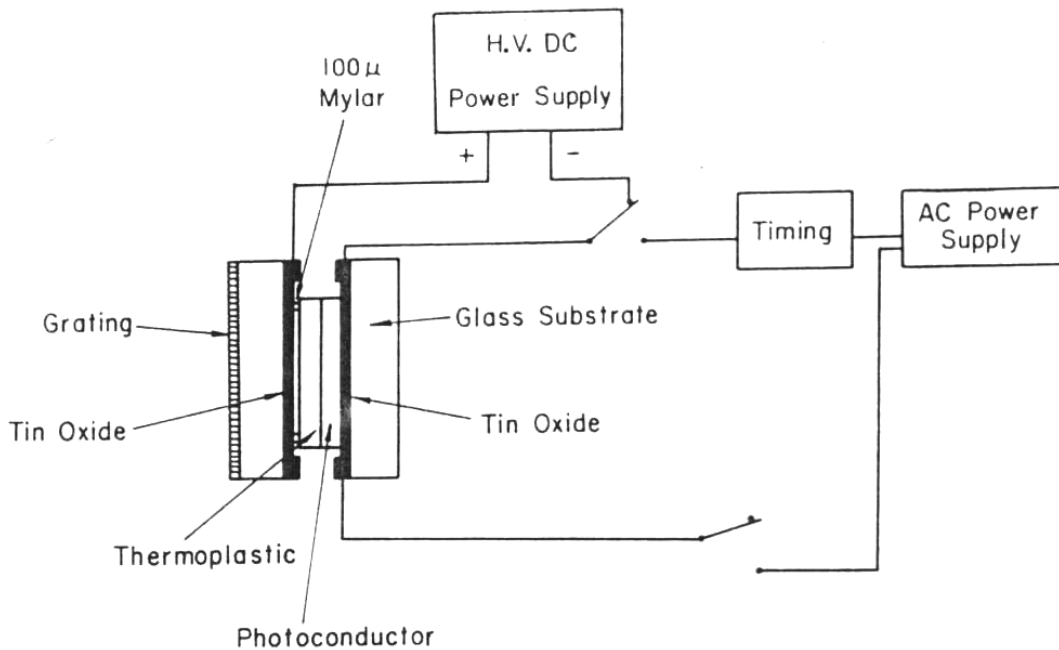 H.V. DC
Power Supply
100μ
Mylar
+ −
Timing
AC Power
Supply
Grating
Glass Substrate
Tin Oxide
Tin Oxide
Thermoplastic
Photoconductor